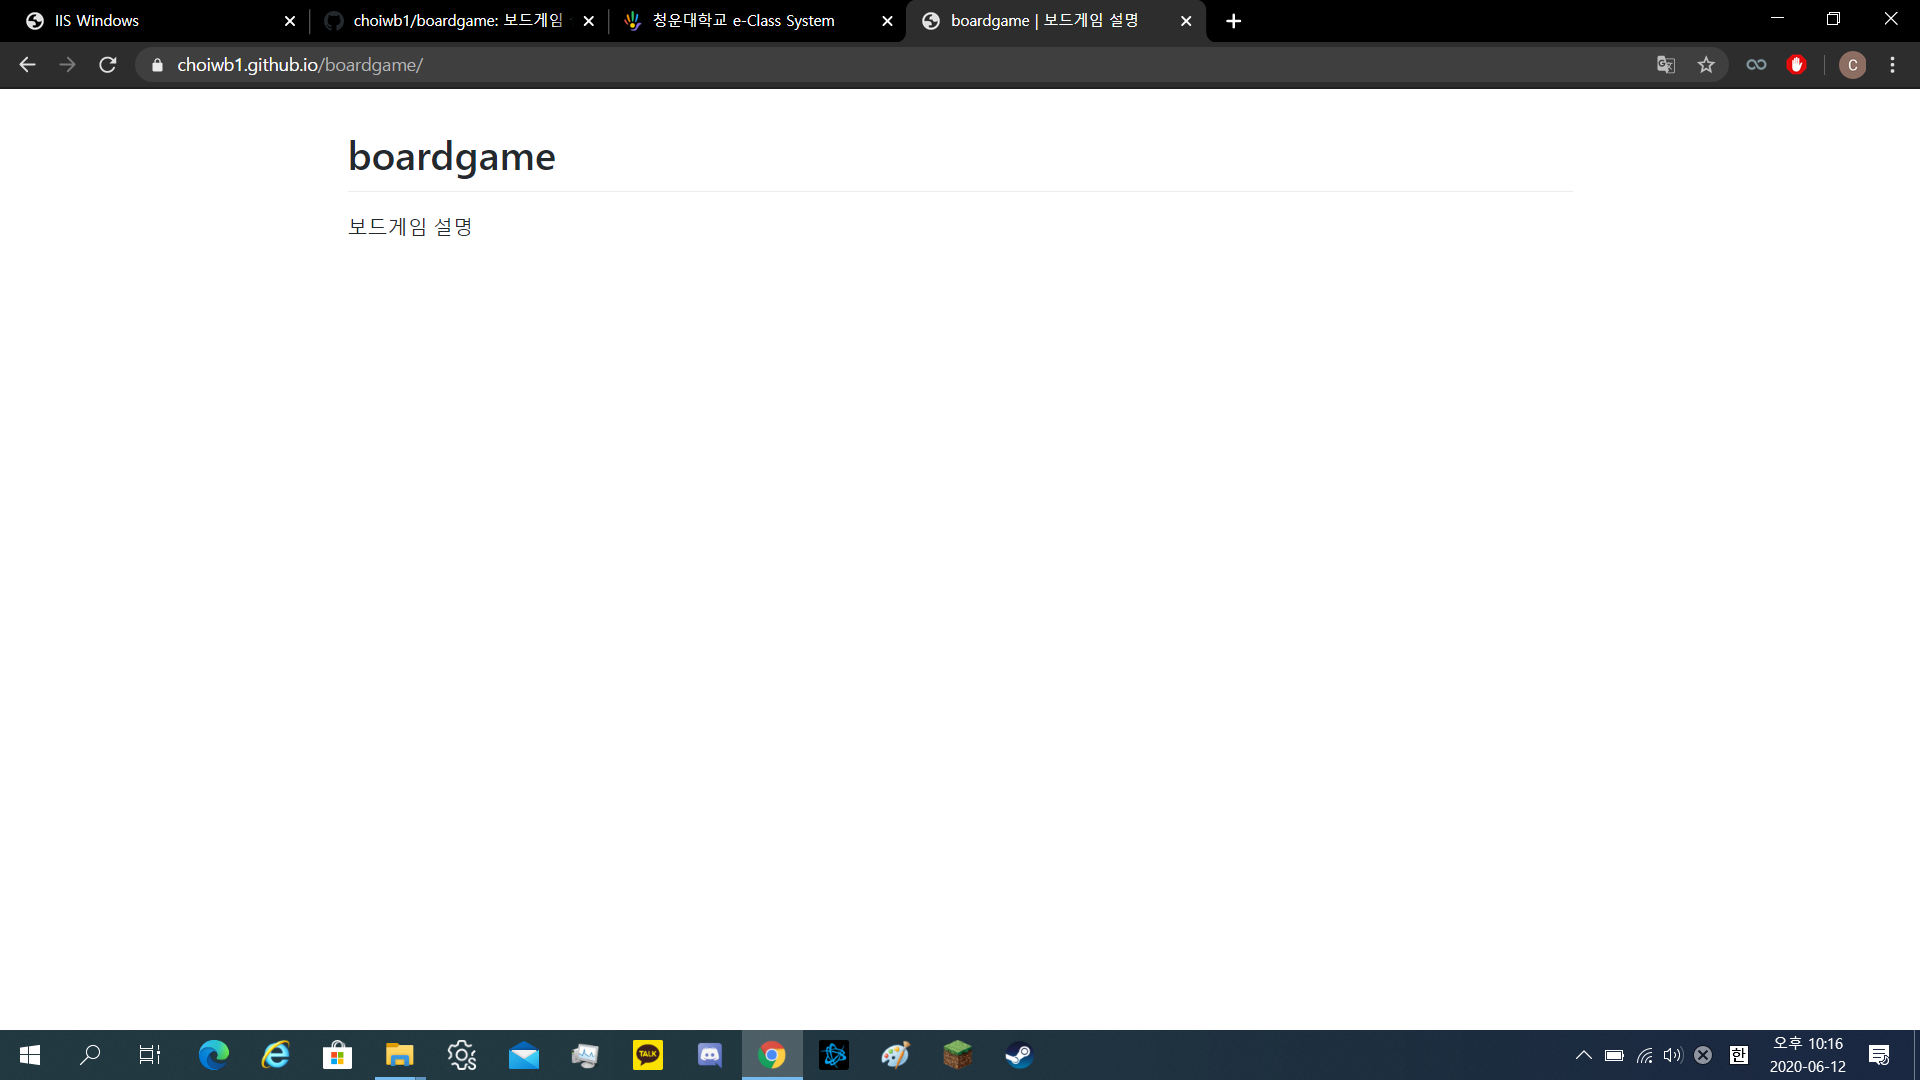 IIS Windows
choiwb1/boardgame: 보드게임
청운대학교 e-Class System
boardgame | 보드게임 설명
choiwb1.github.io/boardgame/
C
boardgame
보드게임 설명
TALK
한
오후 10:16
2020-06-12